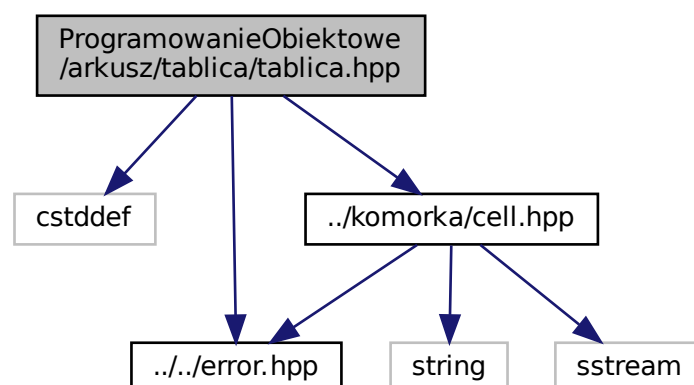 ProgramowanieObiektowe
/arkusz/tablica/tablica.hpp
cstddef
../komorka/cell.hpp
../../error.hpp
string
sstream